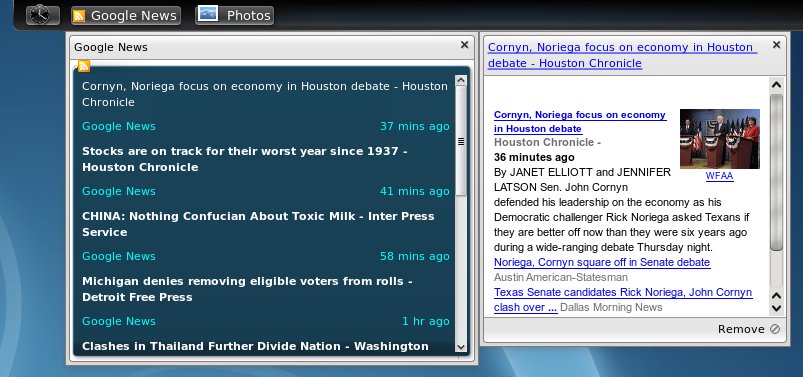 Google News
Photos
Google News
Cornyn, Noriega focus on economy in Houston debate - Houston
Chronicle
Google News 37 mins ago
Stocks are on track for their worst year since 1937 -
Houston Chronicle
Google News 41 mins ago
CHINA: Nothing Confucian About Toxic Milk - Inter Press
Service
Google News 58 mins ago
Michigan denies removing eligible voters from rolls -
Detroit Free Press
Google News 1 hr ago
Clashes in Thailand Further Divide Nation - Washington
Cornyn, Noriega focus on economy in Houston
debate - Houston Chronicle
Cornyn, Noriega focus on economy
in Houston debate
Houston Chronicle -
36 minutes ago
WFAA
By JANET ELLIOTT and JENNIFER
LATSON Sen. John Cornyn
defended his leadership on the economy as his
Democratic challenger Rick Noriega asked Texans if
they are better off now than they were six years ago
during a wide-ranging debate Thursday night.
Noriega, Cornyn square off in Senate debate
Austin American-Statesman
Texas Senate candidates Rick Noriega, John Cornyn
clash over ... Dallas Morning News
Remove